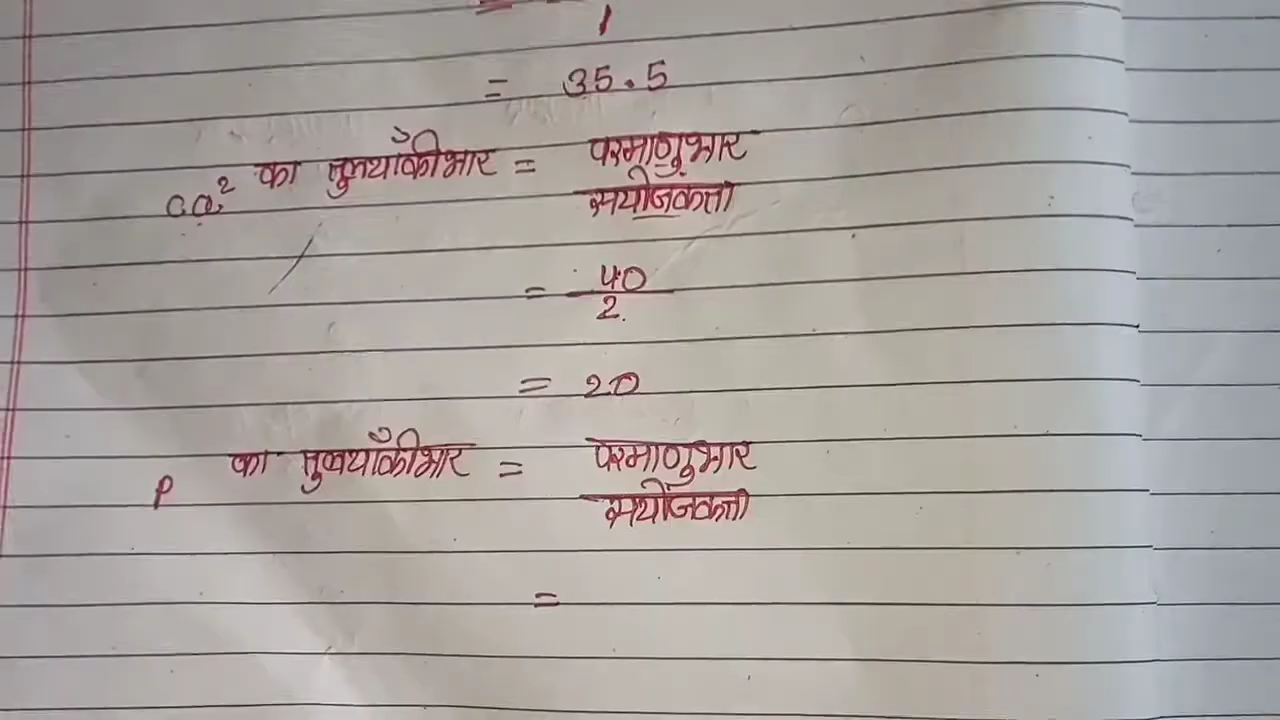 1
= 35.5
Ca² का तुल्यांकीभार = परमाणुभार
संयोजकता
= 40
2
= 20
P का तुल्यांकीभार = परमाणुभार
संयोजकता
=